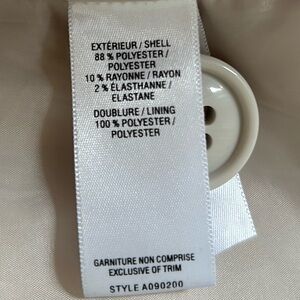 EXTÉRIEUR / SHELL
88 % POLYESTER /
POLYESTER
10 % RAYONNE / RAYON
2 % ÉLASTHANNE /
ELASTANE
DOUBLURE / LINING
100 % POLYESTER /
POLYESTER
GARNITURE NON COMPRISE
EXCLUSIVE OF TRIM
STYLE A090200